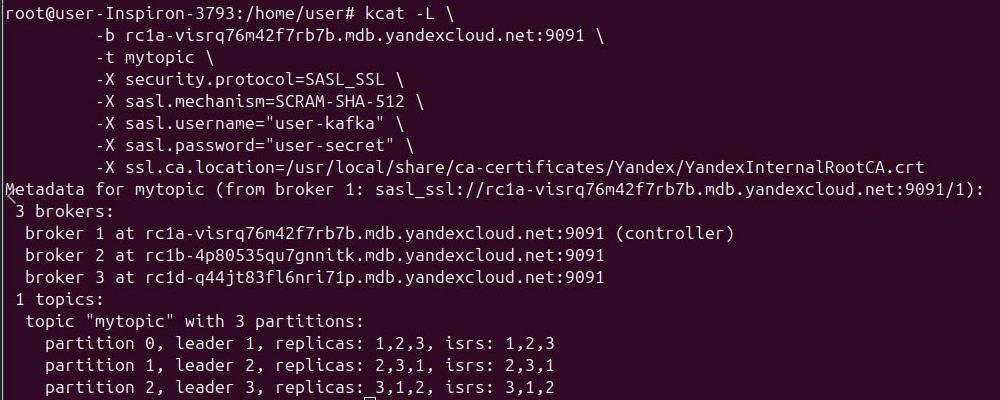 root@user-Inspiron-3793:/home/user# kcat -L \
-b rc1a-visrq76m42f7rb7b.mdb.yandexcloud.net:9091 \
-t mytopic \
-X security.protocol=SASL_SSL \
-X sasl.mechanism=SCRAM-SHA-512 \
-X sasl.username="user-kafka" \
-X sasl.password="user-secret" \
-X ssl.ca.location=/usr/local/share/ca-certificates/Yandex/YandexInternalRootCA.crt
Metadata for mytopic (from broker 1: sasl_ssl://rc1a-visrq76m42f7rb7b.mdb.yandexcloud.net:9091/1):
3 brokers:
broker 1 at rc1a-visrq76m42f7rb7b.mdb.yandexcloud.net:9091 (controller)
broker 2 at rc1b-4p80535qu7gnnitk.mdb.yandexcloud.net:9091
broker 3 at rc1d-q44jt83fl6nri71p.mdb.yandexcloud.net:9091
1 topics:
topic "mytopic" with 3 partitions:
partition 0, leader 1, replicas: 1,2,3, isrs: 1,2,3
partition 1, leader 2, replicas: 2,3,1, isrs: 2,3,1
partition 2, leader 3, replicas: 3,1,2, isrs: 3,1,2